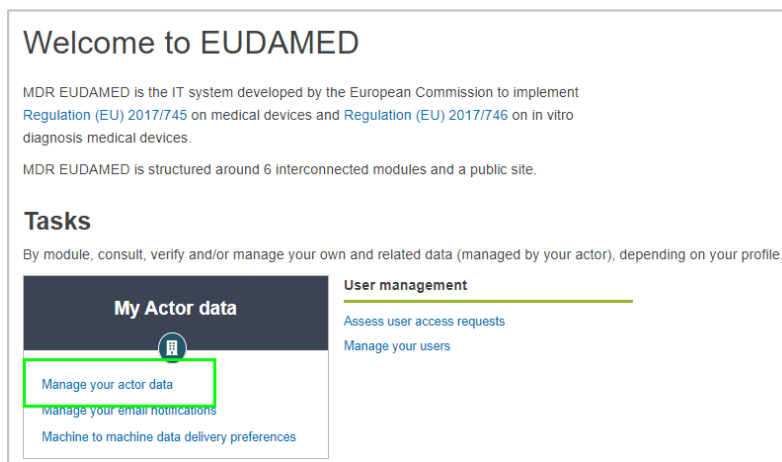 Welcome to EUDAMED
MDR EUDAMED is the IT system developed by the European Commission to implement
Regulation (EU) 2017/745 on medical devices and Regulation (EU) 2017/746 on in vitro
diagnosis medical devices.
MDR EUDAMED is structured around 6 interconnected modules and a public site.
Tasks
By module, consult, verify and/or manage your own and related data (managed by your actor), depending on your profile.
My Actor data
Manage your actor data
Manage your email notifications
Machine to machine data delivery preferences
User management
Assess user access requests
Manage your users